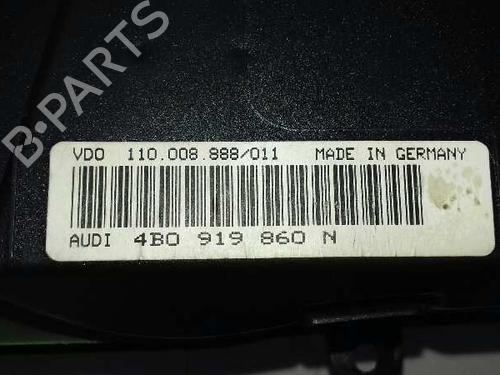 B-PARTS
VDO 110.008.888/011 MADE IN GERMANY
AUDI 4B0 919 860 N